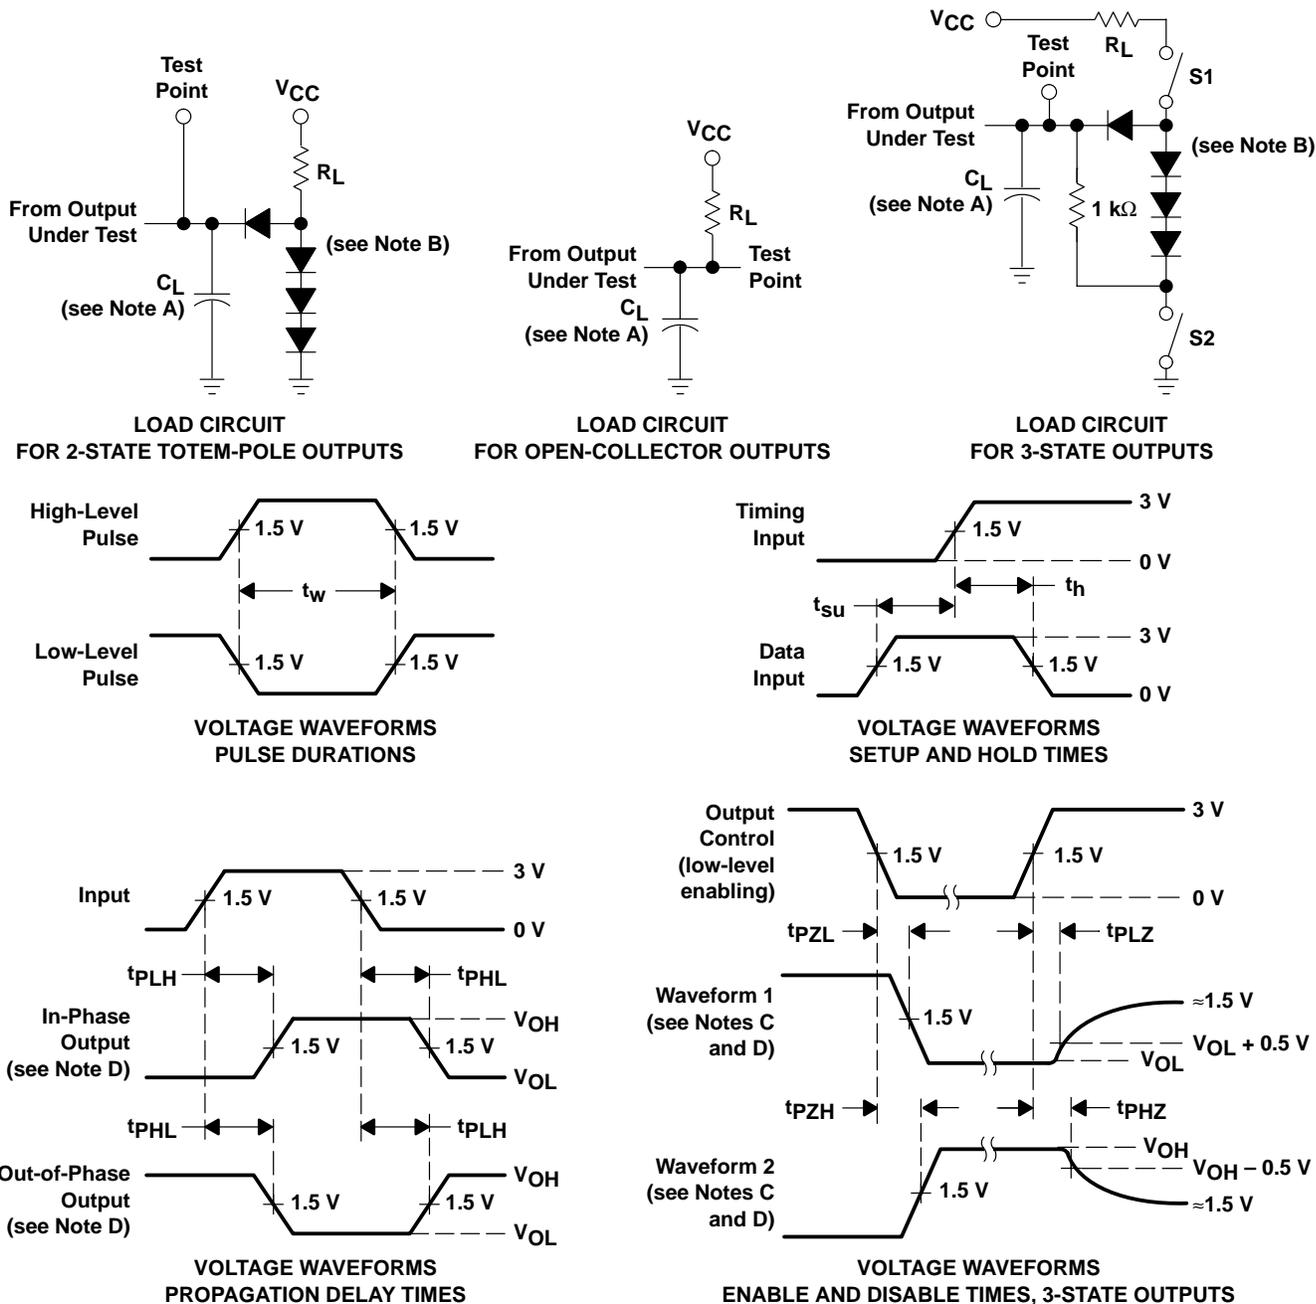 Test
Point
VCC
RL
From Output
Under Test
(see Note B)
CL
(see Note A)
LOAD CIRCUIT
FOR 2-STATE TOTEM-POLE OUTPUTS
VCC
RL
From Output
Under Test
Test
Point
CL
(see Note A)
LOAD CIRCUIT
FOR OPEN-COLLECTOR OUTPUTS
VCC
RL
Test
Point
S1
From Output
Under Test
(see Note B)
CL
(see Note A)
1 kΩ
S2
LOAD CIRCUIT
FOR 3-STATE OUTPUTS
High-Level
Pulse
1.5 V
1.5 V
tw
Low-Level
Pulse
1.5 V
1.5 V
VOLTAGE WAVEFORMS
PULSE DURATIONS
Timing
Input
1.5 V
3 V
0 V
th
tsu
Data
Input
1.5 V
1.5 V
3 V
0 V
VOLTAGE WAVEFORMS
SETUP AND HOLD TIMES
Input
1.5 V
1.5 V
3 V
0 V
tPLH
tPHL
In-Phase
Output
(see Note D)
1.5 V
1.5 V
VOH
VOL
tPHL
tPLH
Out-of-Phase
Output
(see Note D)
1.5 V
1.5 V
VOH
VOL
VOLTAGE WAVEFORMS
PROPAGATION DELAY TIMES
Output
Control
(low-level
enabling)
1.5 V
1.5 V
3 V
0 V
tPZL
tPLZ
Waveform 1
(see Notes C
and D)
1.5 V
≈1.5 V
VOL + 0.5 V
VOL
tPZH
tPHZ
Waveform 2
(see Notes C
and D)
1.5 V
VOH
VOH – 0.5 V
≈1.5 V
VOLTAGE WAVEFORMS
ENABLE AND DISABLE TIMES, 3-STATE OUTPUTS